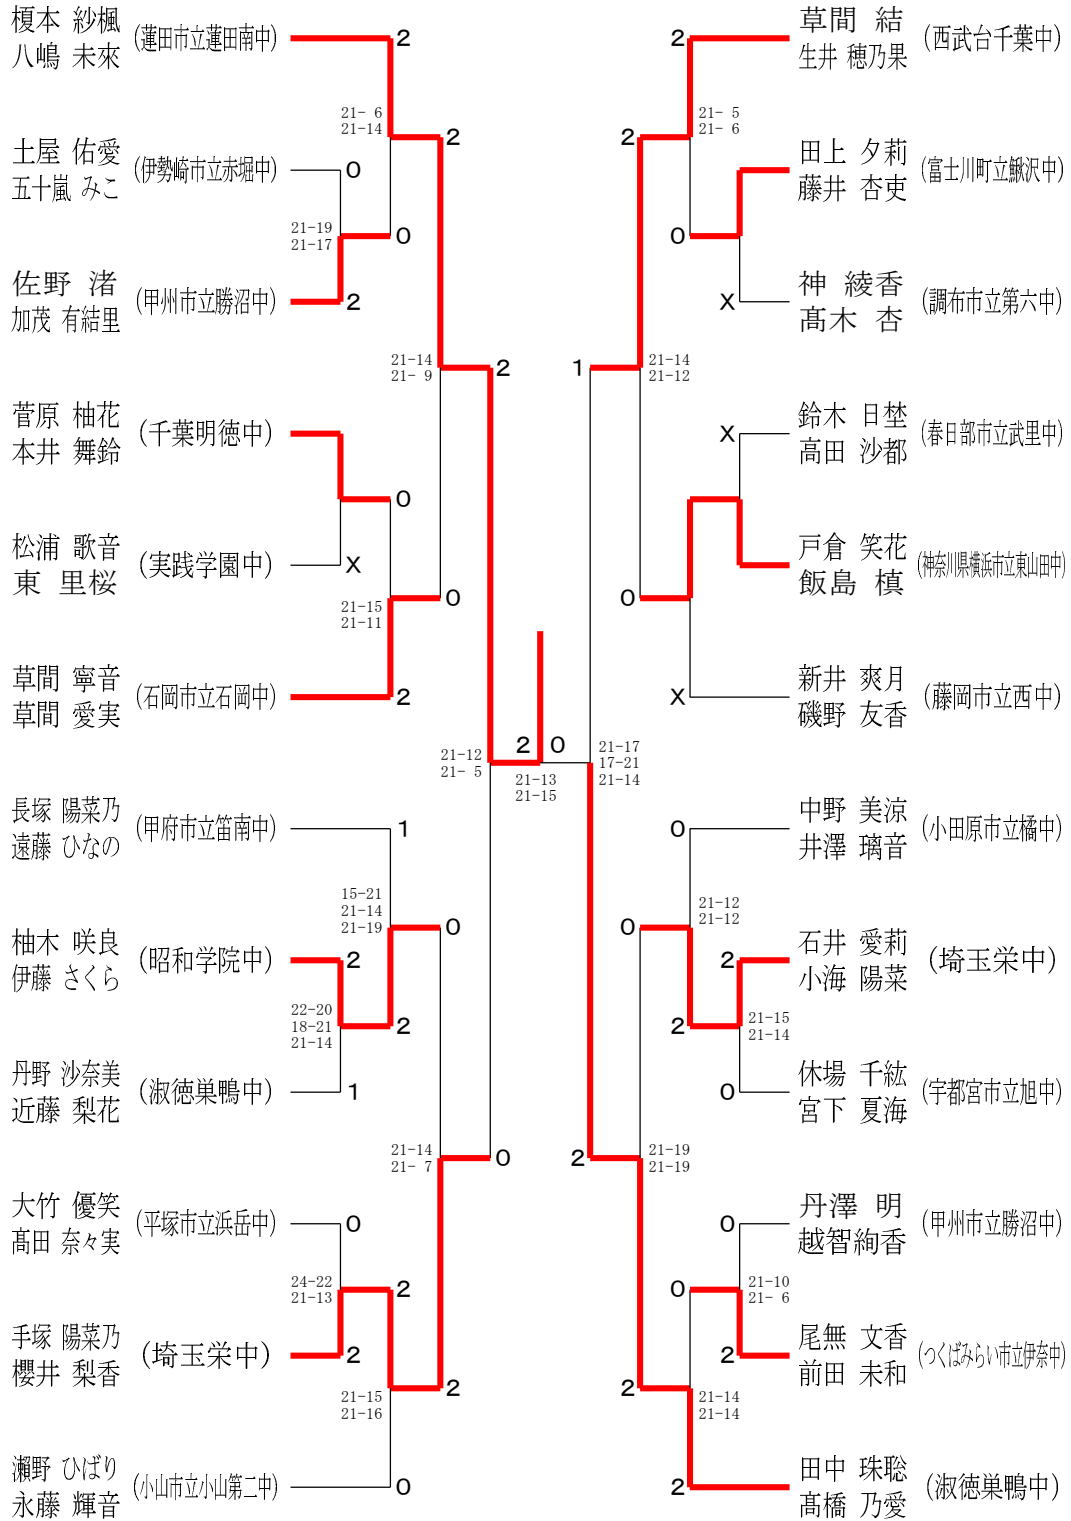 榎本 紗楓
八嶋 未來
(蓮田市立蓮田南中)
2
21- 6
21-14
2
土屋 佑愛
五十嵐 みこ
(伊勢崎市立赤堀中)
0
21-19
21-17
0
佐野 渚
加茂 有結里
(甲州市立勝沼中)
2
21-14
21- 9
2
菅原 柚花
本井 舞鈴
(千葉明徳中)
0
松浦 歌音
東 里桜
(実践学園中)
X
21-15
21-11
0
草間 寧音
草間 愛実
(石岡市立石岡中)
2
21-12
21- 5
2
0
21-13
21-15
長塚 陽菜乃
遠藤 ひなの
(甲府市立笛南中)
1
15-21
21-14
21-19
0
柚木 咲良
伊藤 さくら
(昭和学院中)
2
22-20
18-21
21-14
2
丹野 沙奈美
近藤 梨花
(淑徳巣鴨中)
1
21-14
21- 7
0
大竹 優笑
髙田 奈々実
(平塚市立浜岳中)
0
24-22
21-13
2
手塚 陽菜乃
櫻井 梨香
(埼玉栄中)
2
21-15
21-16
2
瀬野 ひばり
永藤 輝音
(小山市立小山第二中)
0
2
草間 結
生井 穂乃果
(西武台千葉中)
21- 5
21- 6
2
田上 夕莉
藤井 杏吏
(富士川町立鰍沢中)
0
X
神 綾香
髙木 杏
(調布市立第六中)
1
21-14
21-12
X
鈴木 日埜
高田 沙都
(春日部市立武里中)
戸倉 笑花
飯島 槙
(神奈川県横浜市立東山田中)
0
X
新井 爽月
磯野 友香
(藤岡市立西中)
21-17
17-21
21-14
0
中野 美涼
井澤 璃音
(小田原市立橘中)
21-12
21-12
0
2
石井 愛莉
小海 陽菜
(埼玉栄中)
2
21-15
21-14
0
休場 千紘
宮下 夏海
(宇都宮市立旭中)
2
21-19
21-19
0
丹澤 明
越智絢香
(甲州市立勝沼中)
0
21-10
21- 6
2
尾無 文香
前田 未和
(つくばみらい市立伊奈中)
2
21-14
21-14
2
田中 珠聡
髙橋 乃愛
(淑徳巣鴨中)